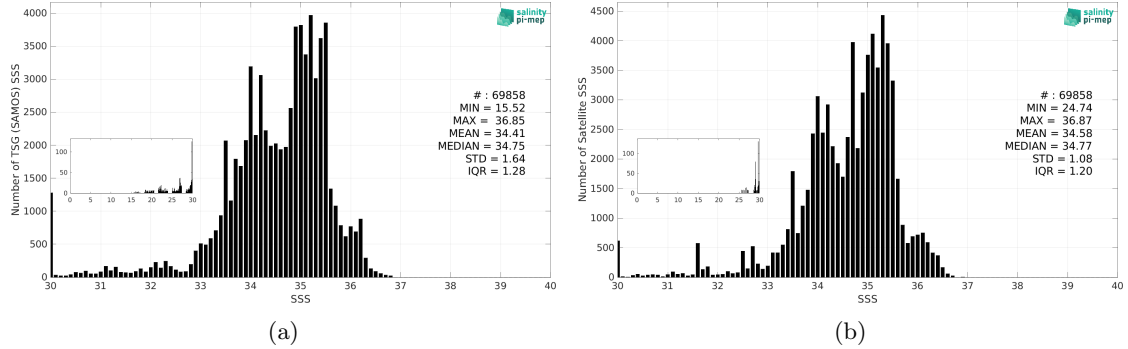 salinity
pi-mep
4000
3500
3000
2500
2000
1500
1000
500
0
Number of TSG (SAMOS) SSS
# : 69858
MIN = 15.52
MAX = 36.85
MEAN = 34.41
MEDIAN = 34.75
STD = 1.64
IQR = 1.28
100
50
0
0 5 10 15 20 25 30
30 31 32 33 34 35 36 37 38 39 40
SSS
(a)
salinity
pi-mep
4500
4000
3500
3000
2500
2000
1500
1000
500
0
Number of Satellite SSS
# : 69858
MIN = 24.74
MAX = 36.87
MEAN = 34.58
MEDIAN = 34.77
STD = 1.08
IQR = 1.20
100
50
0
0 5 10 15 20 25 30
30 31 32 33 34 35 36 37 38 39 40
SSS
(b)